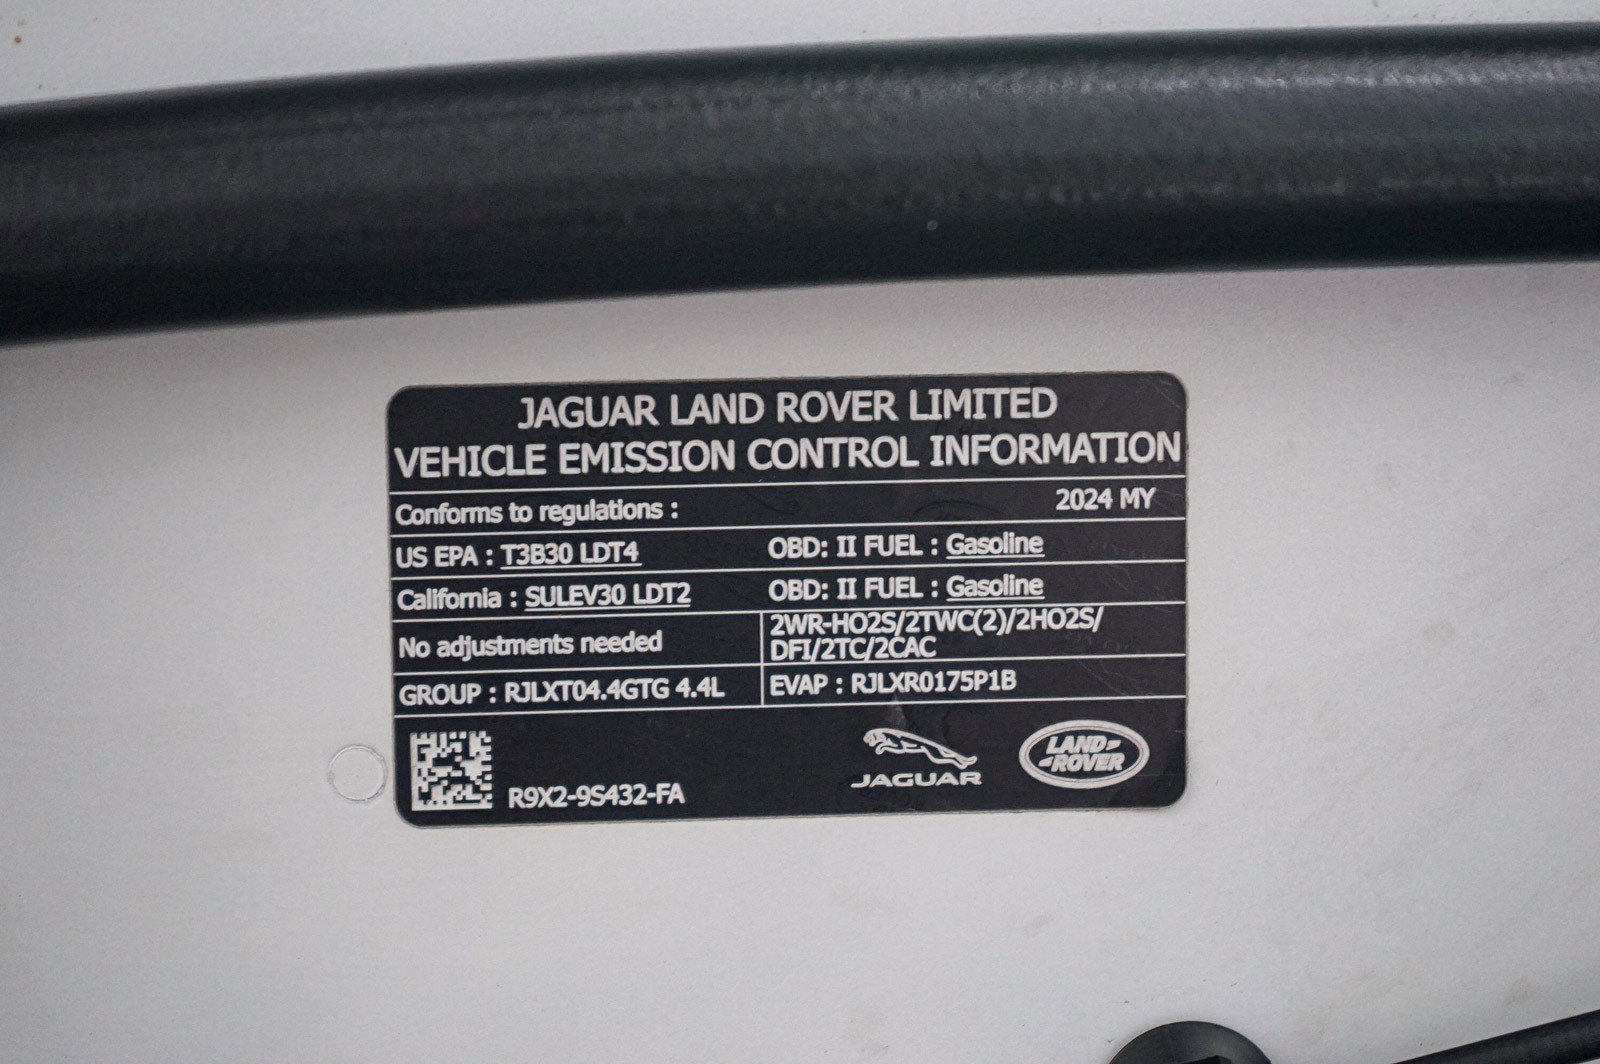 JAGUAR LAND ROVER LIMITED
VEHICLE EMISSION CONTROL INFORMATION
Conforms to regulations : 2024 MY
US EPA : T3B30 LDT4 OBD: II FUEL : Gasoline
California : SULEV30 LDT2 OBD: II FUEL : Gasoline
No adjustments needed
2WR-HO2S/2TWC(2)/2HO2S/
DFI/2TC/2CAC
GROUP : RJLXT04.4GTG 4.4L EVAP : RJLXR0175P1B
R9X2-9S432-FA
JAGUAR
LAND-
-ROVER